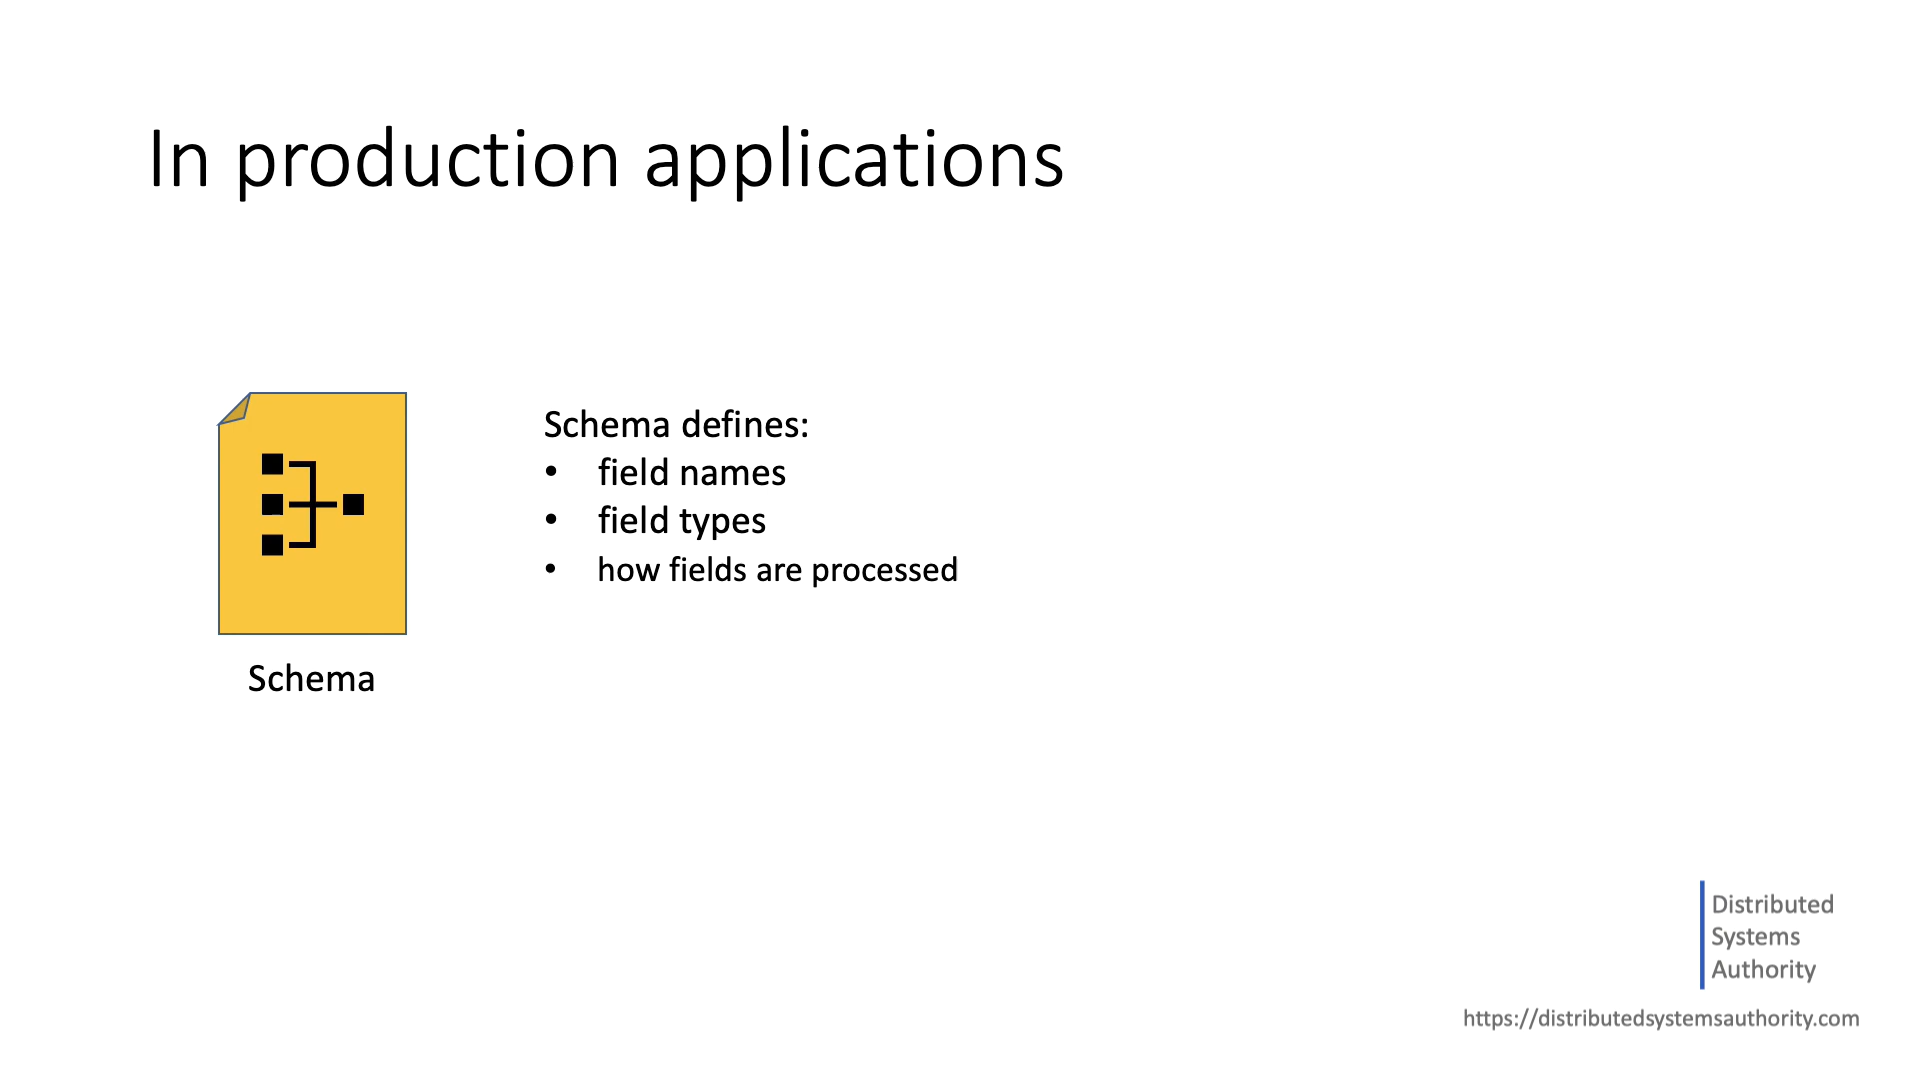 In production applications
Schema defines:
• field names
• field types
• how fields are processed
Schema
Distributed
Systems
Authority
https://distributedsystemsauthority.com